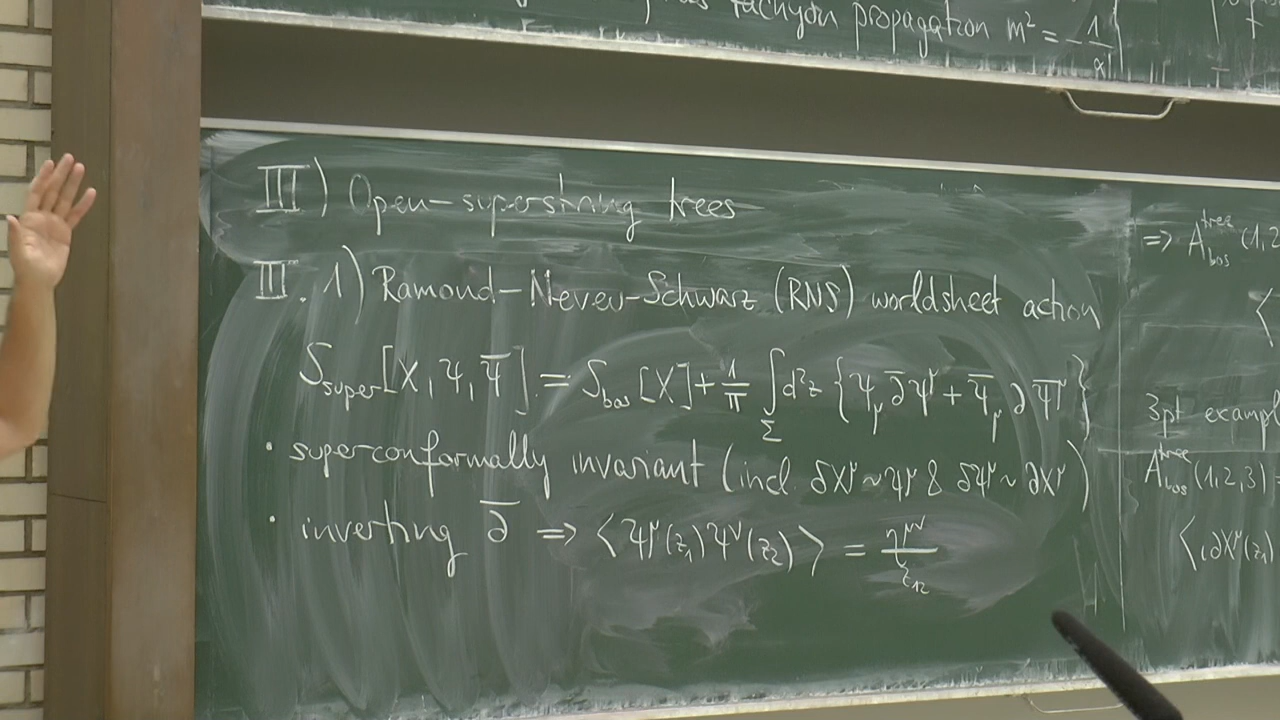 tachyon propagation m² = -1/α'
III) Open-superstring trees
III.1) Ramond-Neveu-Schwarz (RNS) worldsheet action
S_super[X, ψ, ψ̄] = S_bos[X] + 1/π ∫_Σ d²z {ψ_μ ∂̄ψ^μ + ψ̄_μ ∂ψ̄^μ}
· superconformally invariant (incl. δX^μ ~ ψ^μ & δψ^μ ~ ∂X^μ)
· inverting ∂̄ => ⟨ψ^μ(z₁)ψ^ν(z₂)⟩ = η^{μν}/z₁₂
=> A^tree_bos (1,2
3pt exampl
A^tree_bos (1,2,3) =
⟨i∂X^μ(z₁)